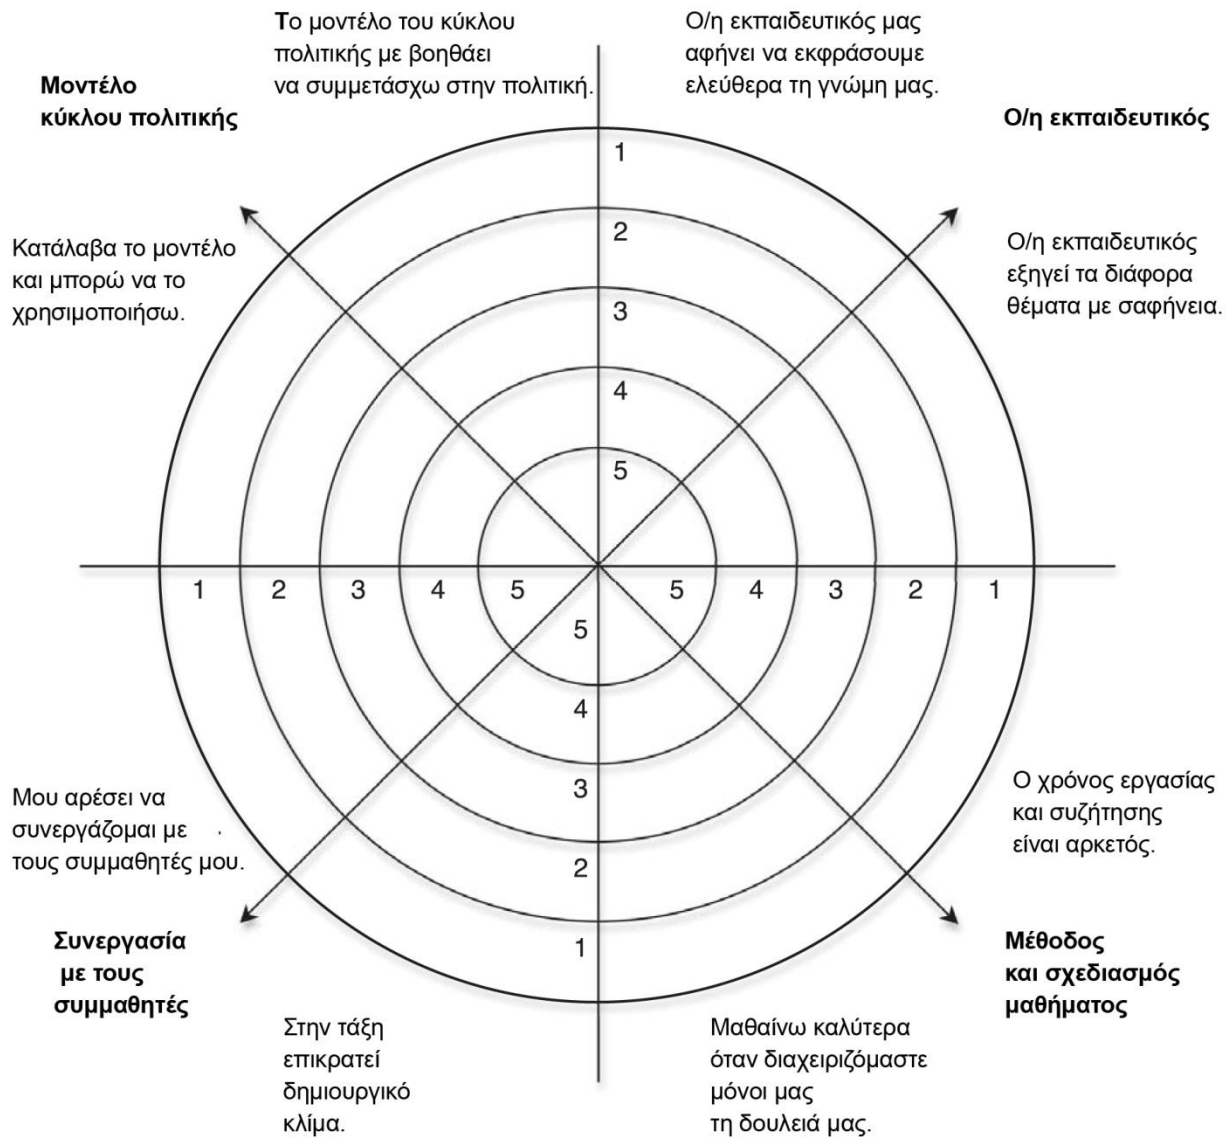 Το μοντέλο του κύκλου
πολιτικής με βοηθάει
να συμμετάσχω στην πολιτική.
Ο/η εκπαιδευτικός μας
αφήνει να εκφράσουμε
ελεύθερα τη γνώμη μας.
Μοντέλο
κύκλου πολιτικής
Ο/η εκπαιδευτικός
Κατάλαβα το μοντέλο
και μπορώ να το
χρησιμοποιήσω.
Ο/η εκπαιδευτικός
εξηγεί τα διάφορα
θέματα με σαφήνεια.
1
2
3
4
5
1 2 3 4 5 5 4 3 2 1
5
4
3
2
1
Μου αρέσει να
συνεργάζομαι με
τους συμμαθητές μου.
Ο χρόνος εργασίας
και συζήτησης
είναι αρκετός.
Συνεργασία
με τους
συμμαθητές
Μέθοδος
και σχεδιασμός
μαθήματος
Στην τάξη
επικρατεί
δημιουργικό
κλίμα.
Μαθαίνω καλύτερα
όταν διαχειριζόμαστε
μόνοι μας
τη δουλειά μας.